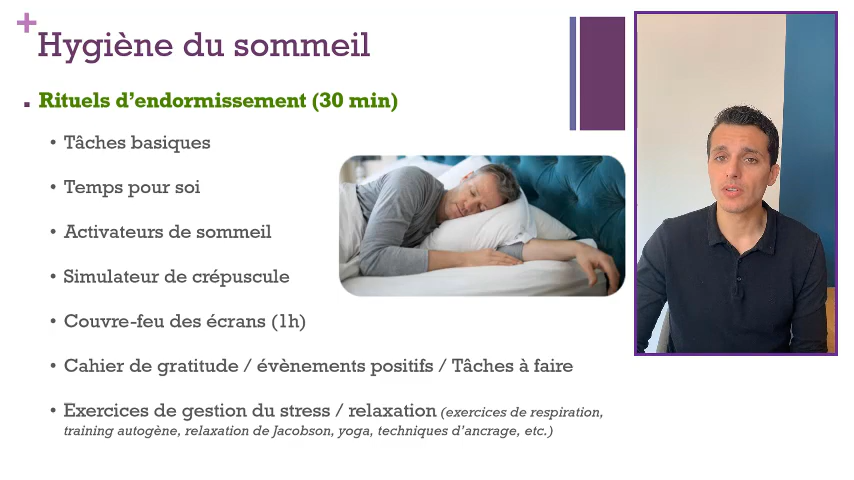 Hygiène du sommeil
Rituels d’endormissement (30 min)
• Tâches basiques
• Temps pour soi
• Activateurs de sommeil
• Simulateur de crépuscule
• Couvre-feu des écrans (1h)
• Cahier de gratitude / évènements positifs / Tâches à faire
• Exercices de gestion du stress / relaxation (exercices de respiration,
training autogène, relaxation de Jacobson, yoga, techniques d’ancrage, etc.)